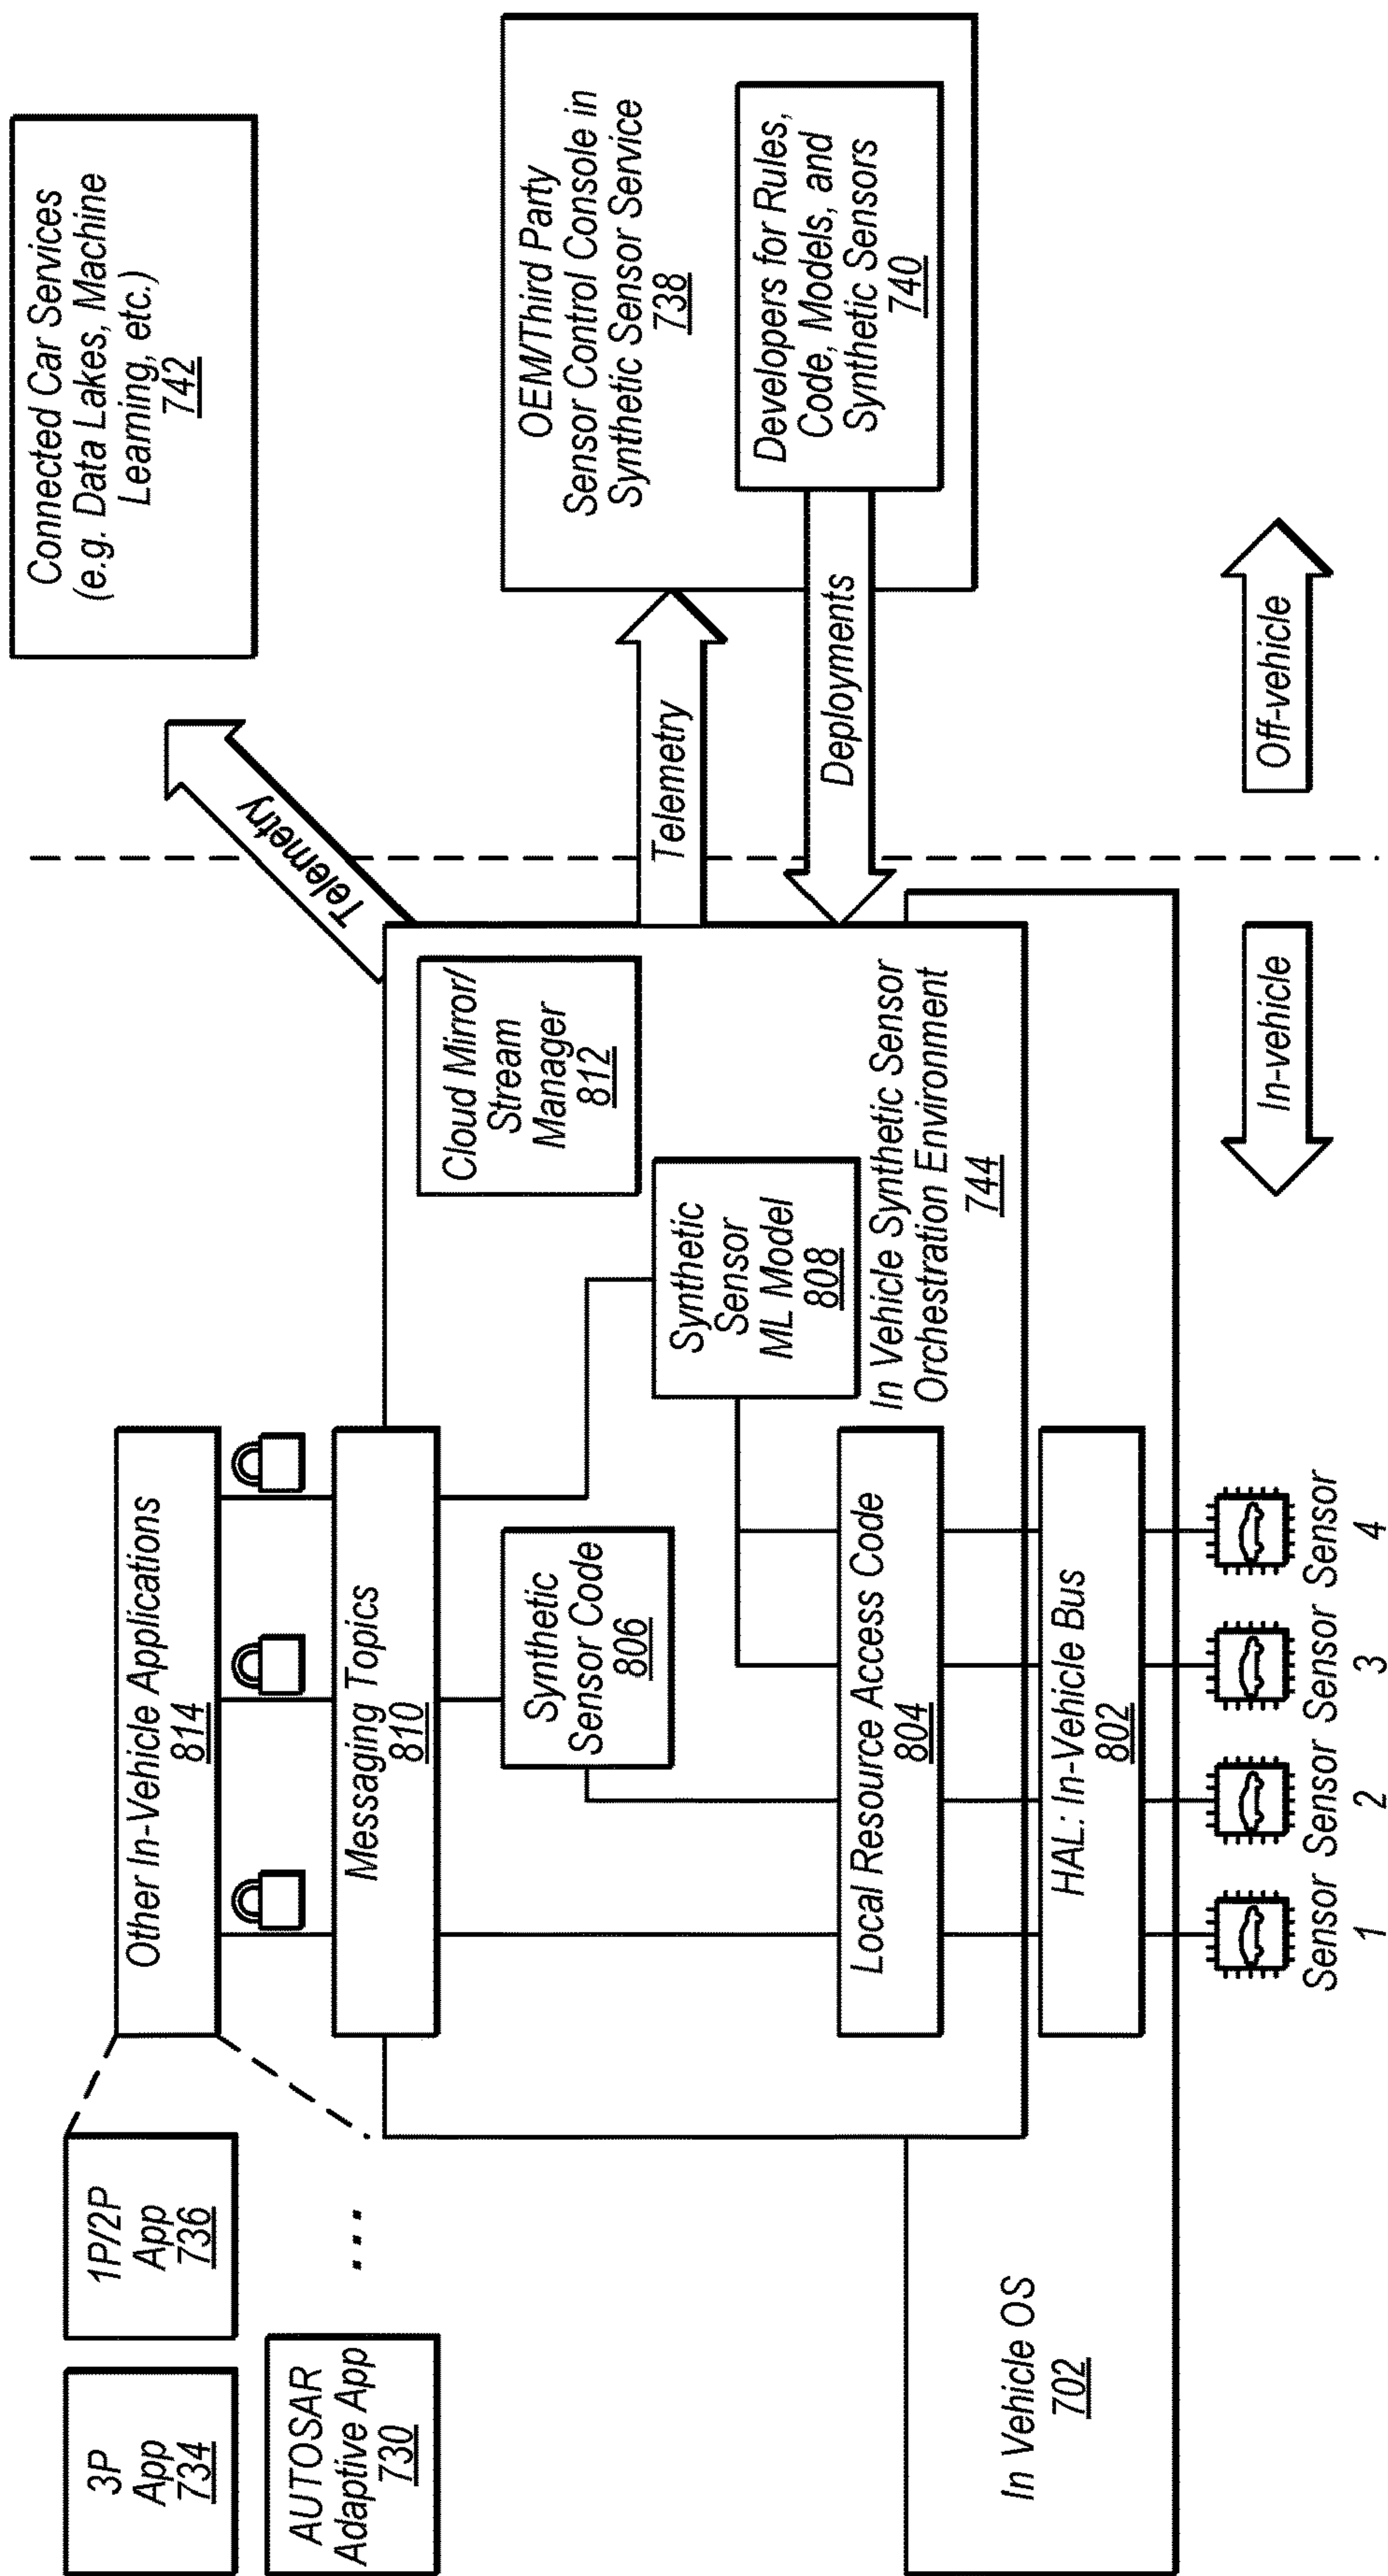 3P
App
734
1P/2P
App
736
AUTOSAR
Adaptive App
730
...
Other In-Vehicle Applications
814
Messaging Topics
810
Synthetic
Sensor Code
806
Synthetic
Sensor
ML Model
808
Cloud Mirror/
Stream
Manager
812
Local Resource Access Code
804
In Vehicle Synthetic Sensor
Orchestration Environment
744
HAL: In-Vehicle Bus
802
In Vehicle OS
702
Sensor
1
Sensor
2
Sensor
3
Sensor
4
Telemetry
Connected Car Services
(e.g. Data Lakes, Machine
Learning, etc.)
742
Telemetry
Deployments
OEM/Third Party
Sensor Control Console in
Synthetic Sensor Service
738
Developers for Rules,
Code, Models, and
Synthetic Sensors
740
In-vehicle
Off-vehicle